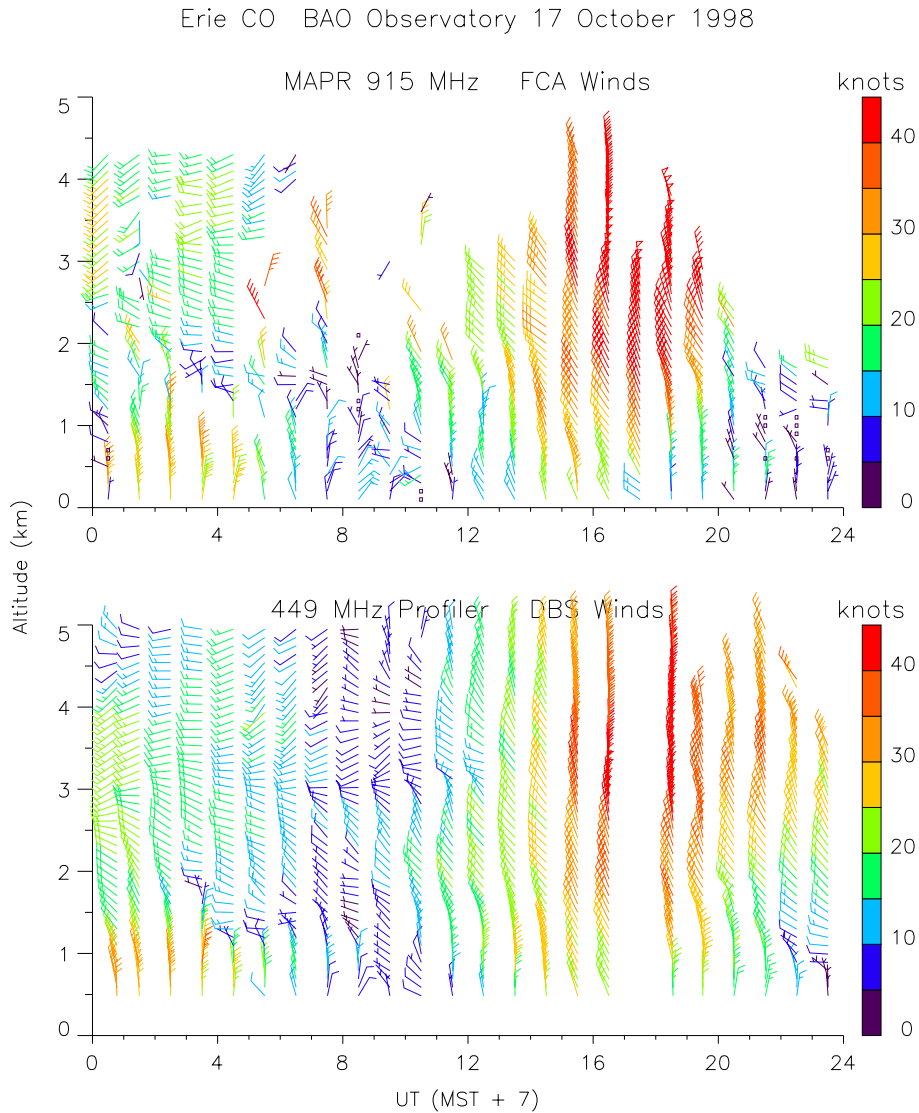 Erie CO BAO Observatory 17 October 1998
MAPR 915 MHz FCA Winds
knots
5
4
3
2
1
0
40
30
20
10
0
0 4 8 12 16 20 24
Altitude (km)
449 MHz Profiler DBS Winds
knots
5
4
3
2
1
0
40
30
20
10
0
0 4 8 12 16 20 24
UT (MST + 7)